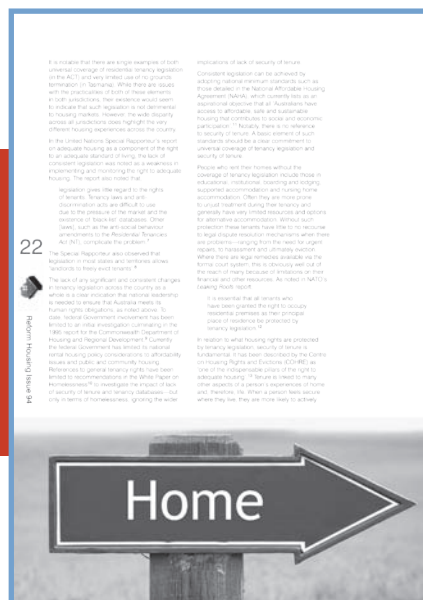 It is notable that there are single examples of both
universal coverage of residential tenancy legislation
(in the ACT) and very limited use of no grounds
termination (in Tasmania). While there are issues
with the practicalities of both of these elements
in both jurisdictions, their existence would seem
to indicate that such legislation is not detrimental
to housing markets. However, the wide disparity
across all jurisdictions does highlight the very
different housing experiences across the country.
In the United Nations Special Rapporteur's report
on adequate housing as a component of the right
to an adequate standard of living, the lack of
consistent legislation was listed as a weakness in
implementing and monitoring the right to adequate
housing. The report also noted that
legislation gives little regard to the rights
of tenants. Tenancy laws and anti-
discrimination acts are difficult to use
due to the pressure of the market and the
existence of 'black-list' databases. Other
[laws], such as the anti-social behaviour
amendments to the Residential Tenancies
Act (NT), complicate the problem.7
The Special Rapporteur also observed that
legislation in most states and territories allows
'landlords to freely evict tenants'.8
The lack of any significant and consistent changes
in tenancy legislation across the country as a
whole is a clear indication that national leadership
is needed to ensure that Australia meets its
human rights obligations, as noted above. To
date, federal Government involvement has been
limited to an initial investigation culminating in the
1995 report for the Commonwealth Department of
Housing and Regional Development.9 Currently
the federal Government has limited its national
rental housing policy considerations to affordability
issues and public and community housing.
References to general tenancy rights have been
limited to recommendations in the White Paper on
Homelessness10 to investigate the impact of lack
of security of tenure and tenancy databases—but
only in terms of homelessness, ignoring the wider
implications of lack of security of tenure.
Consistent legislation can be achieved by
adopting national minimum standards such as
those detailed in the National Affordable Housing
Agreement (NAHA), which currently lists as an
aspirational objective that all Australians have
access to affordable, safe and sustainable
housing that contributes to social and economic
participation.11 Notably, there is no reference
to security of tenure. A basic element of such
standards should be a clear commitment to
universal coverage of tenancy legislation and
security of tenure.
People who rent their homes without the
coverage of tenancy legislation include those in
educational institutions, boarding and lodging,
supported accommodation and nursing home
accommodation. Often they are more prone
to unjust treatment during their tenancy and
generally have very limited resources and options
for alternative accommodation. Without such
protection these tenants have little to no recourse
to legal dispute resolution mechanisms when there
are problems—ranging from the need for urgent
repairs, to harassment and ultimately eviction.
Where there are legal remedies available via the
formal court system, this is obviously well out of
the reach of many because of limitations on their
financial and other resources. As noted in NATO's
Leaking Roofs report
It is essential that all tenants who
have been granted the right to occupy
residential premises as their principal
place of residence be protected by
tenancy legislation.12
In relation to what housing rights are protected
by tenancy legislation, security of tenure is
fundamental. It has been described by the Centre
on Housing Rights and Evictions (COHRE) as
'one of the indispensable pillars of the right to
adequate housing'.13 Tenure is linked to many
other aspects of a person's experiences of home
and, therefore, life. When a person feels secure
where they live, they are more likely to actively
22
Reform Housing Issue 94
Home